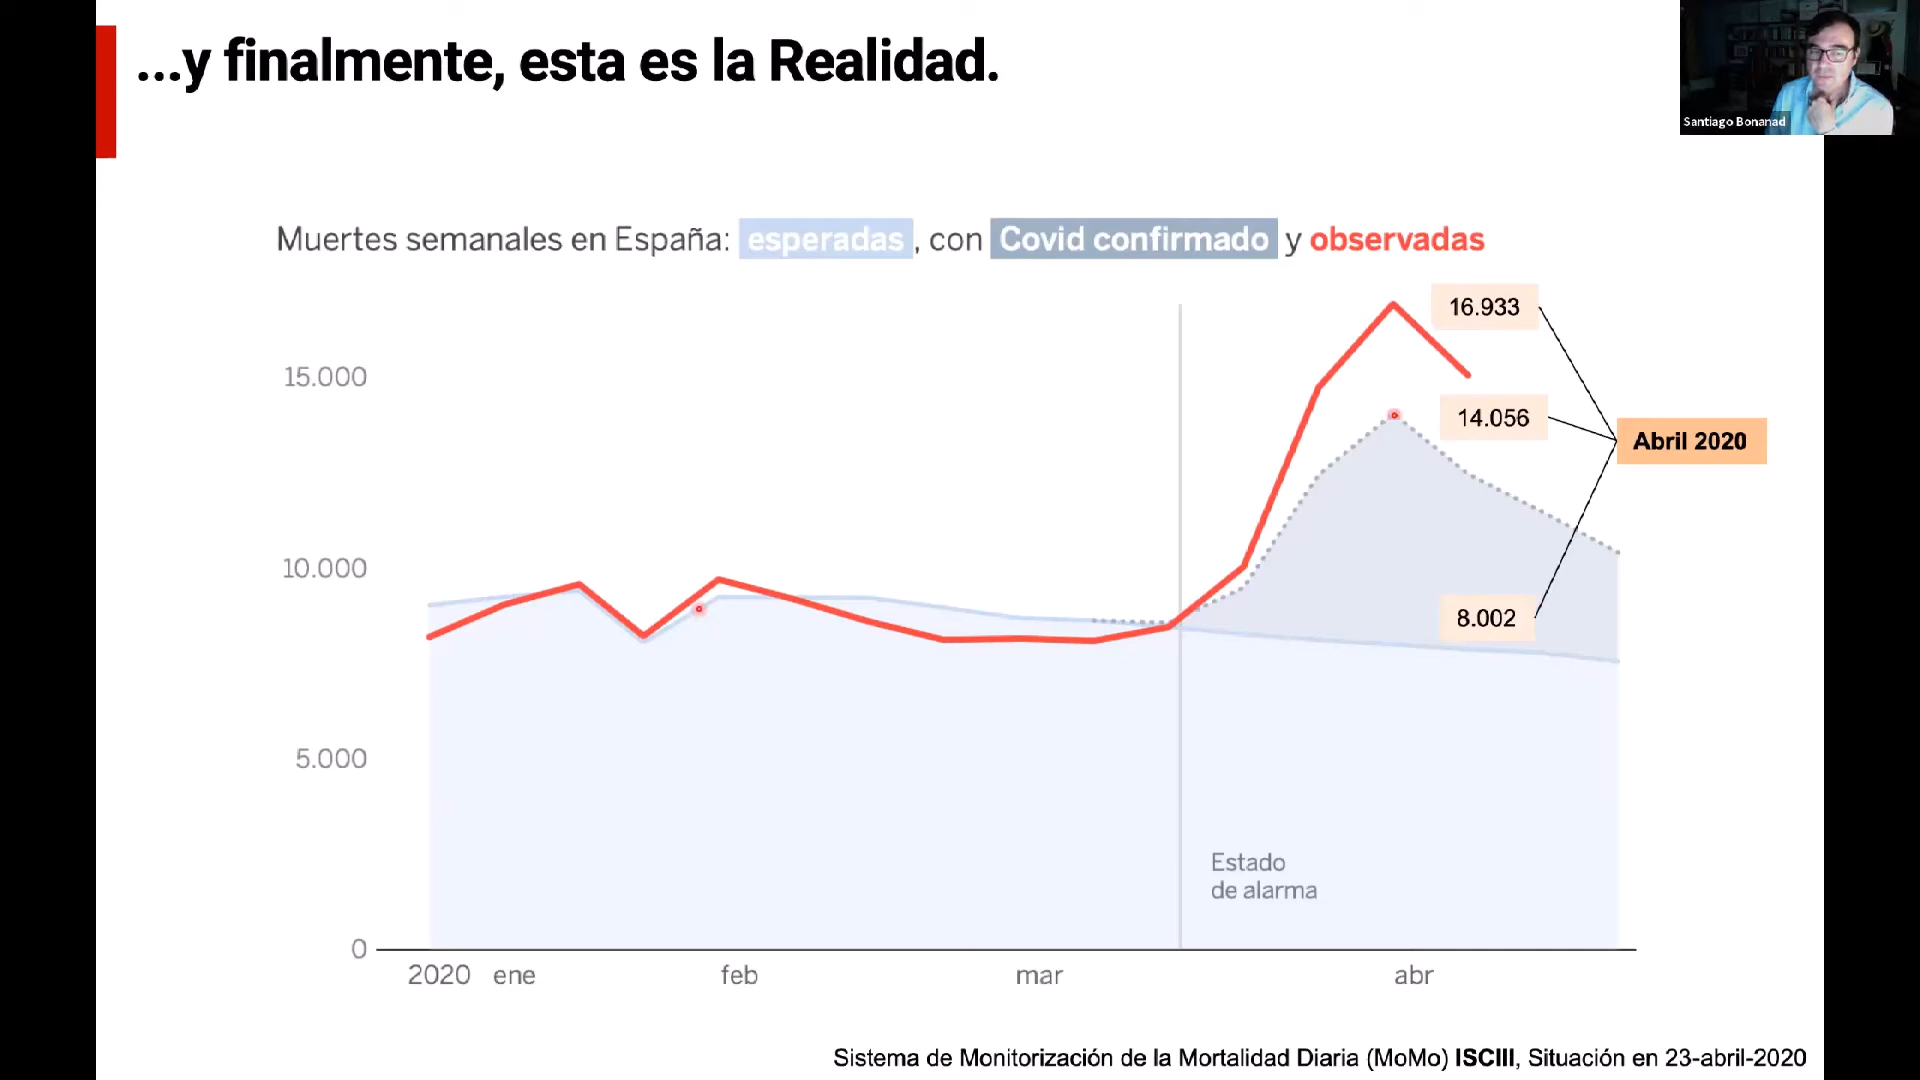 ...y finalmente, esta es la Realidad.
Santiago Bonanad
Muertes semanales en España: esperadas, con Covid confirmado y observadas
16.933
15.000
14.056
Abril 2020
10.000
8.002
5.000
Estado
de alarma
0
2020 ene feb mar abr
Sistema de Monitorización de la Mortalidad Diaria (MoMo) ISCIII, Situación en 23-abril-2020